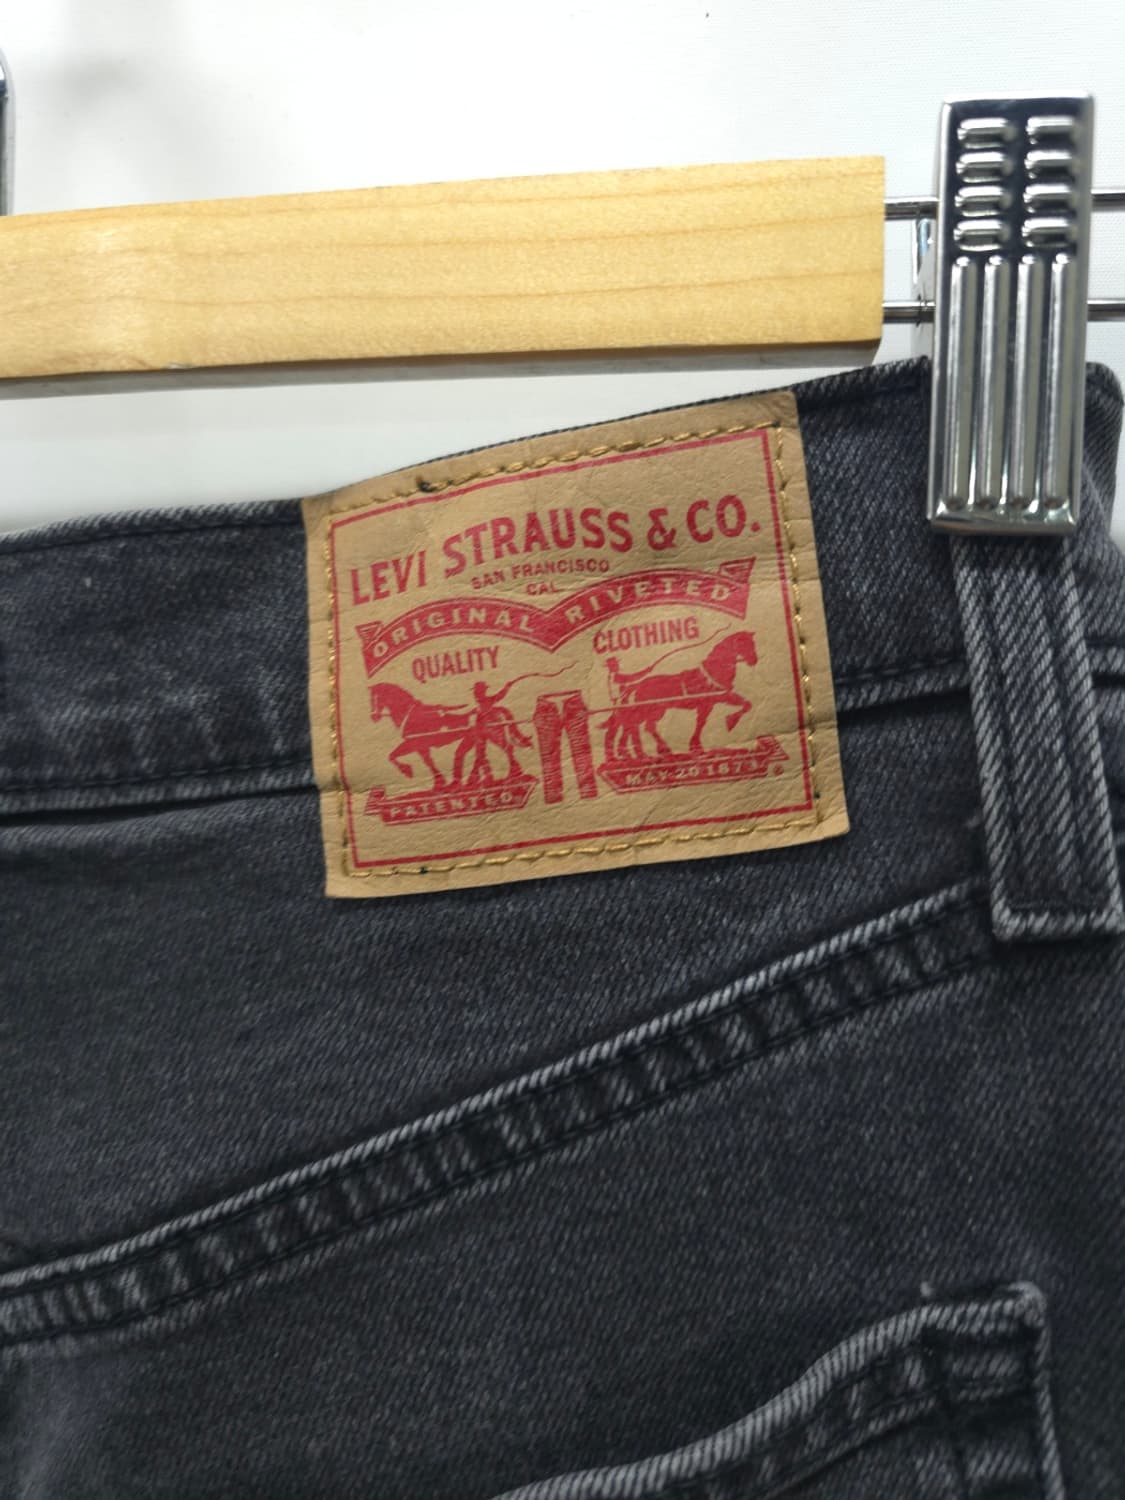 LEVI STRAUSS & CO.
SAN FRANCISCO
CAL
ORIGINAL RIVETED
QUALITY CLOTHING
PATENTED MAY 20 1873